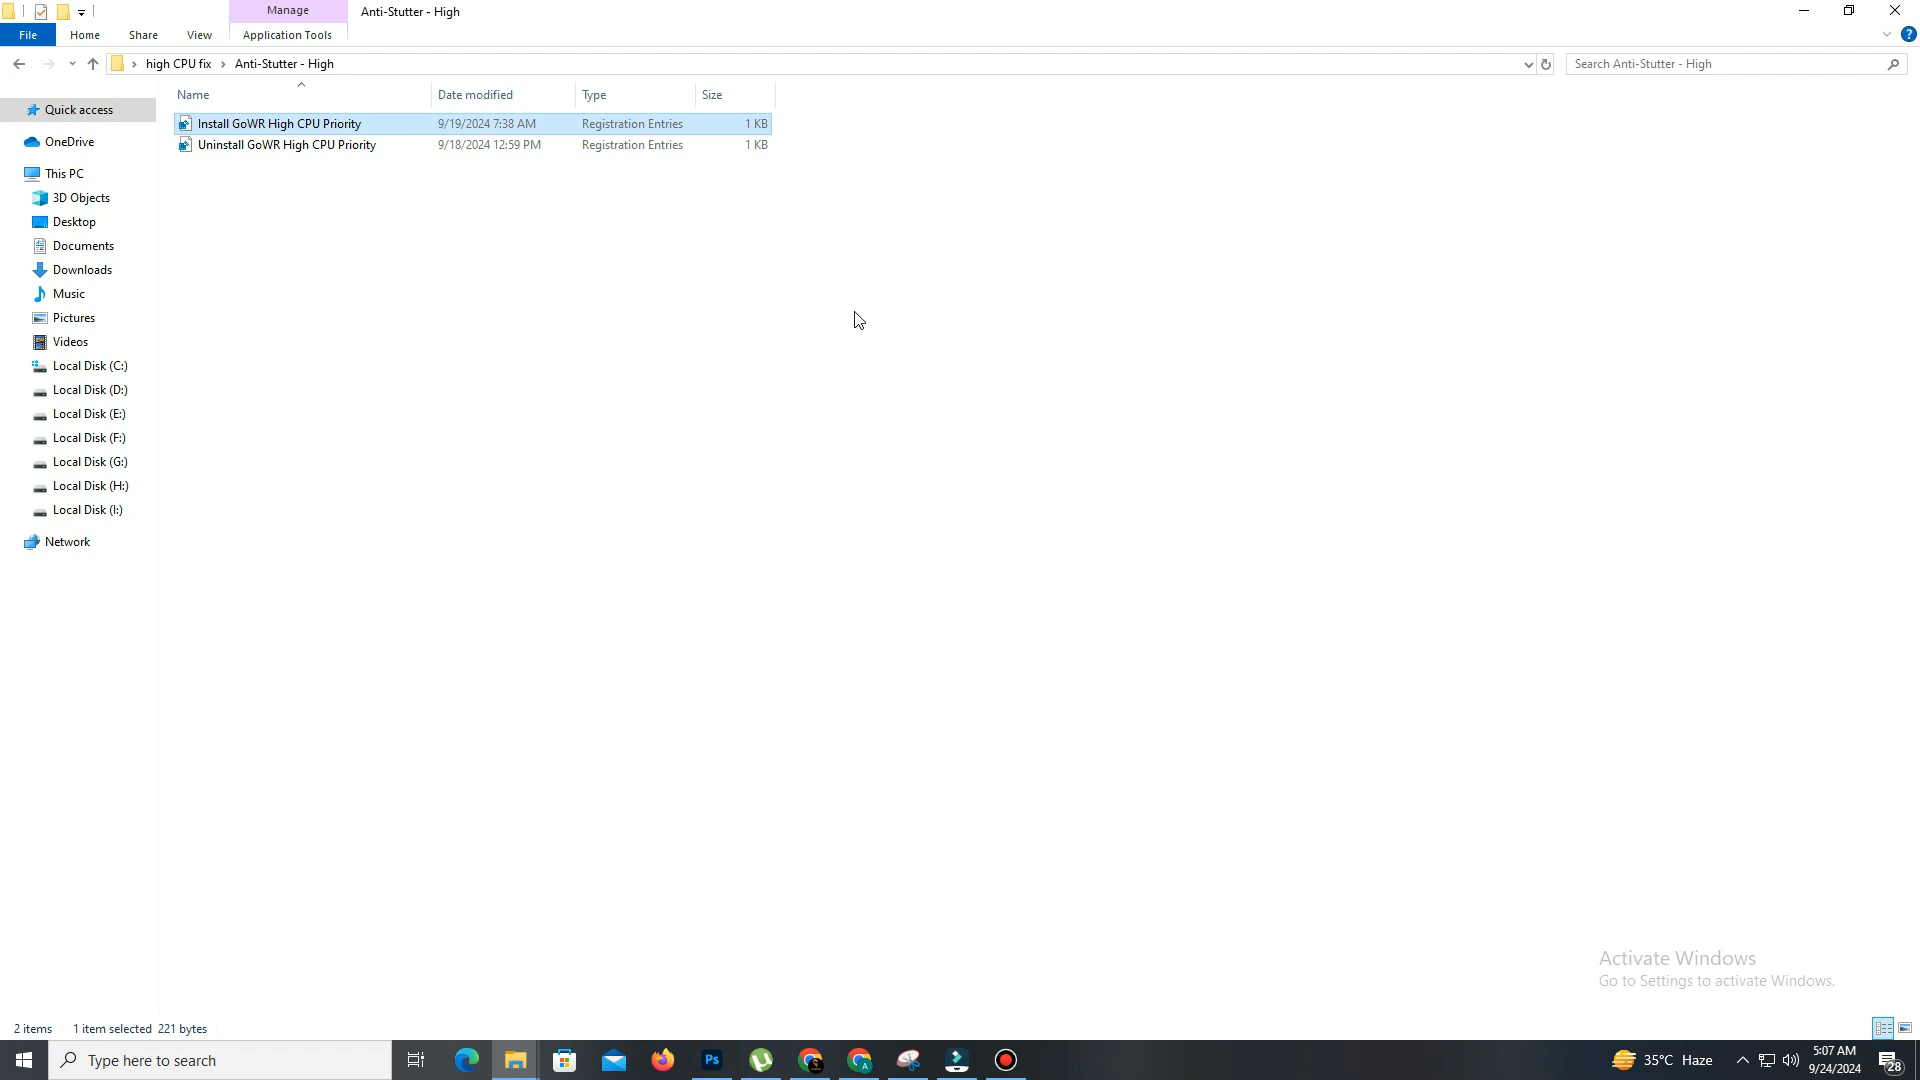 Manage
Anti-Stutter - High
File
Home
Share
View
Application Tools
high CPU fix
Anti-Stutter - High
Search Anti-Stutter - High
Name
Date modified
Type
Size
Install GoWR High CPU Priority
9/19/2024 7:38 AM
Registration Entries
1 KB
Uninstall GoWR High CPU Priority
9/18/2024 12:59 PM
Registration Entries
1 KB
Quick access
OneDrive
This PC
3D Objects
Desktop
Documents
Downloads
Music
Pictures
Videos
Local Disk (C:)
Local Disk (D:)
Local Disk (E:)
Local Disk (F:)
Local Disk (G:)
Local Disk (H:)
Local Disk (I:)
Network
Activate Windows
Go to Settings to activate Windows.
2 items
1 item selected 221 bytes
Type here to search
Ps
A
35°C Haze
5:07 AM
9/24/2024
28